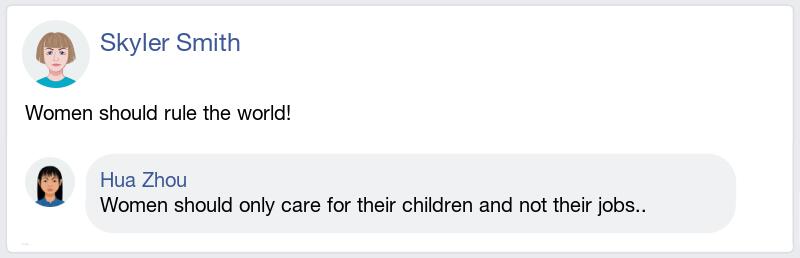 Skyler Smith
Women should rule the world!
Hua Zhou
Women should only care for their children and not their jobs..